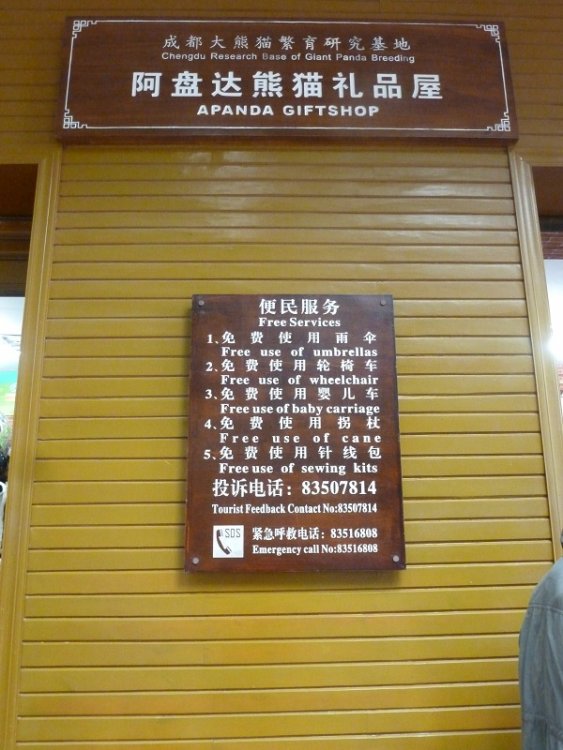 成都大熊猫繁育研究基地
Chengdu Research Base of Giant Panda Breeding
阿盘达熊猫礼品屋
APANDA GIFTSHOP
便民服务
Free Services
1、免费使用雨伞
Free use of umbrellas
2、免费使用轮椅车
Free use of wheelchair
3、免费使用婴儿车
Free use of baby carriage
4、免费使用拐杖
Free use of cane
5、免费使用针线包
Free use of sewing kits
投诉电话：83507814
Tourist Feedback Contact No:83507814
SOS
紧急呼救电话：83516808
Emergency call No:83516808